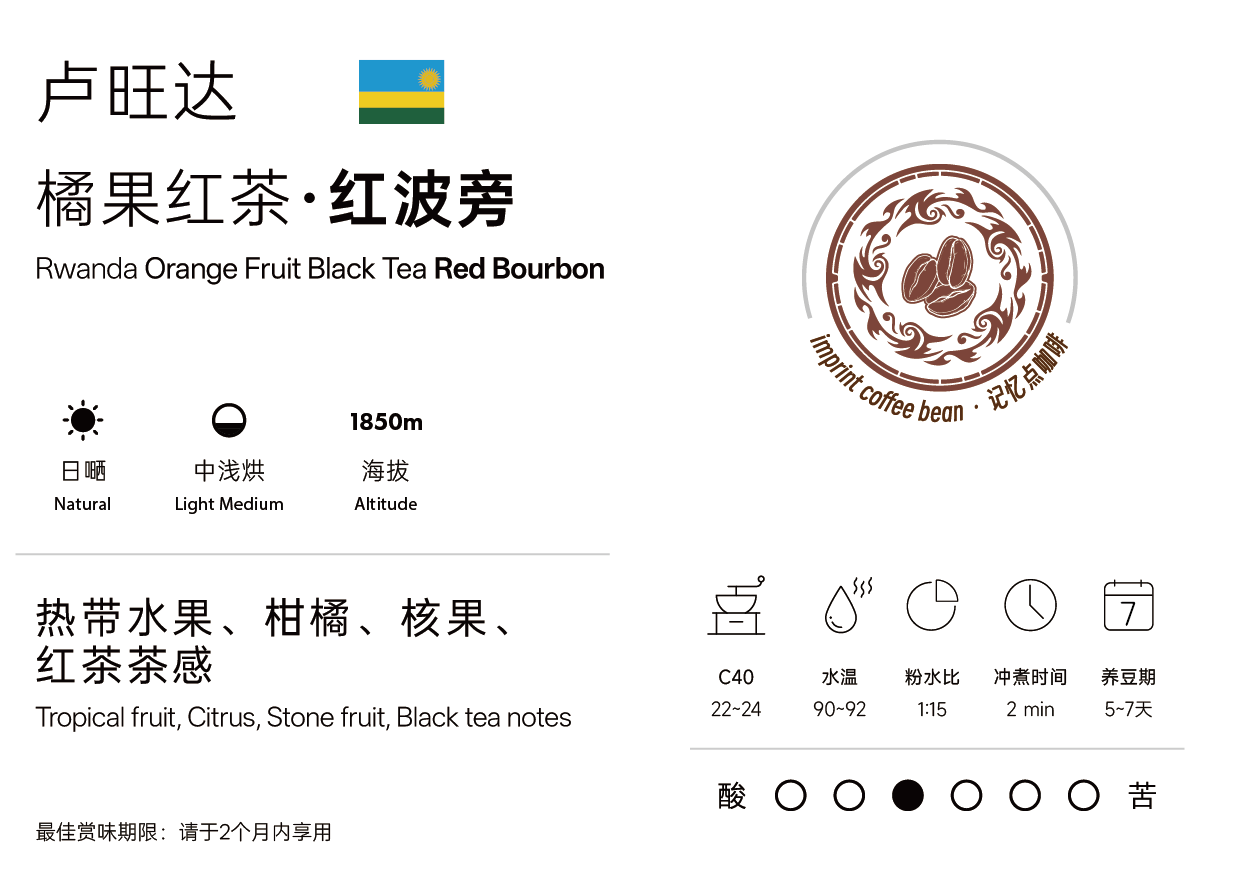 卢旺达
橘果红茶·红波旁
Rwanda Orange Fruit Black Tea Red Bourbon
1850m
日晒 中浅烘 海拔
Natural Light Medium Altitude
热带水果、柑橘、核果、
红茶茶感
Tropical fruit, Citrus, Stone fruit, Black tea notes
最佳赏味期限：请于2个月内享用
imprint coffee bean · 记忆点咖啡
7
C40 水温 粉水比 冲煮时间 养豆期
22~24 90~92 1:15 2 min 5~7天
酸 苦